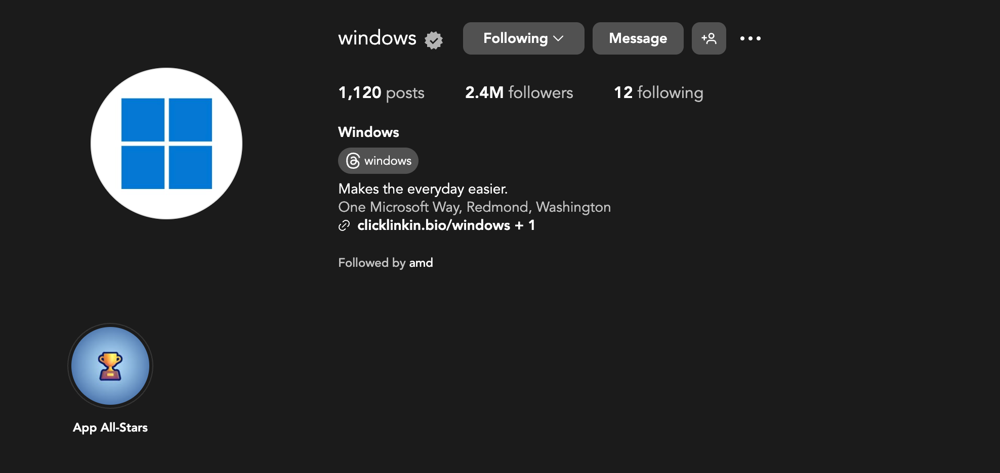 windows Following Message
1,120 posts 2.4M followers 12 following
Windows
windows
Makes the everyday easier.
One Microsoft Way, Redmond, Washington
clicklinkin.bio/windows + 1
Followed by amd
App All-Stars